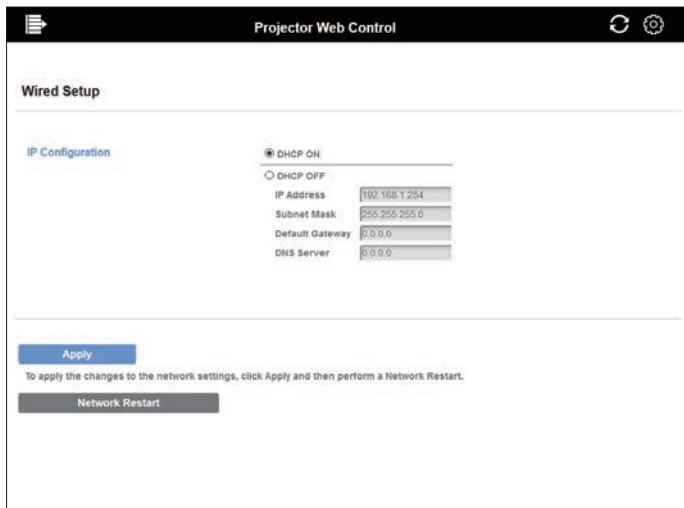 Projector Web Control
Wired Setup
IP Configuration
DHCP ON
DHCP OFF
IP Address 192.168.1.254
Subnet Mask 255.255.255.0
Default Gateway 0.0.0.0
DNS Server 0.0.0.0
Apply
To apply the changes to the network settings, click Apply and then perform a Network Restart.
Network Restart